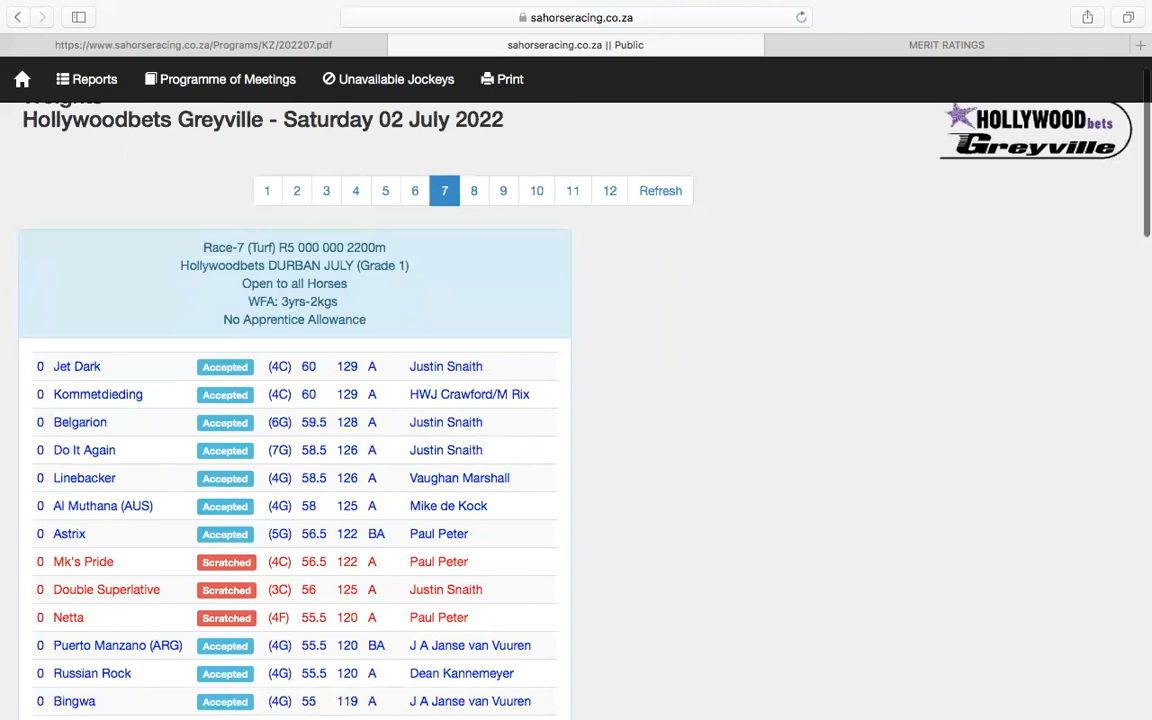 sahorseracing.co.za
https://www.sahorseracing.co.za/Programs/KZ/202207.pdf
sahorseracing.co.za || Public
MERIT RATINGS
Reports
Programme of Meetings
Unavailable Jockeys
Print
Weights
Hollywoodbets Greyville - Saturday 02 July 2022
HOLLYWOODbets
Greyville
1 2 3 4 5 6 7 8 9 10 11 12 Refresh
Race-7 (Turf) R5 000 000 2200m
Hollywoodbets DURBAN JULY (Grade 1)
Open to all Horses
WFA: 3yrs-2kgs
No Apprentice Allowance
0 Jet Dark Accepted (4C) 60 129 A Justin Snaith
0 Kommetdieding Accepted (4C) 60 129 A HWJ Crawford/M Rix
0 Belgarion Accepted (6G) 59.5 128 A Justin Snaith
0 Do It Again Accepted (7G) 58.5 126 A Justin Snaith
0 Linebacker Accepted (4G) 58.5 126 A Vaughan Marshall
0 Al Muthana (AUS) Accepted (4G) 58 125 A Mike de Kock
0 Astrix Accepted (5G) 56.5 122 BA Paul Peter
0 Mk's Pride Scratched (4C) 56.5 122 A Paul Peter
0 Double Superlative Scratched (3C) 56 125 A Justin Snaith
0 Netta Scratched (4F) 55.5 120 A Paul Peter
0 Puerto Manzano (ARG) Accepted (4G) 55.5 120 BA J A Janse van Vuuren
0 Russian Rock Accepted (4G) 55.5 120 A Dean Kannemeyer
0 Bingwa Accepted (4G) 55 119 A J A Janse van Vuuren